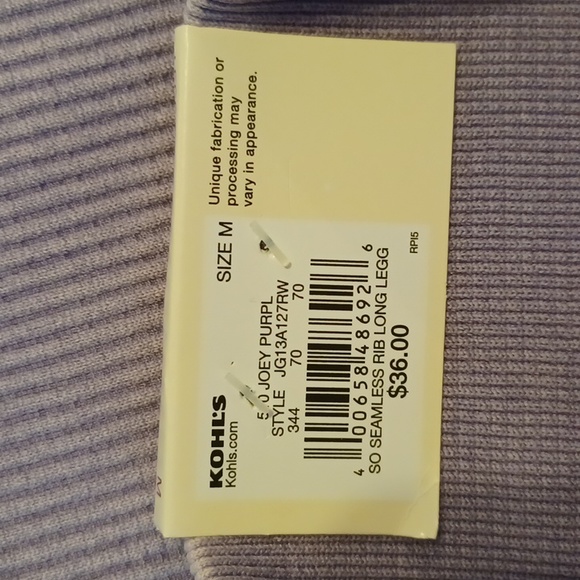 Unique fabrication or
processing may
vary in appearance.
KOHL'S
Kohls.com
SIZE M
JOEY PURPL
STYLE JG13A127RW
344 70 70
4 00658 48692 6
SO SEAMLESS RIB LONG LEGG
$36.00
RPI5